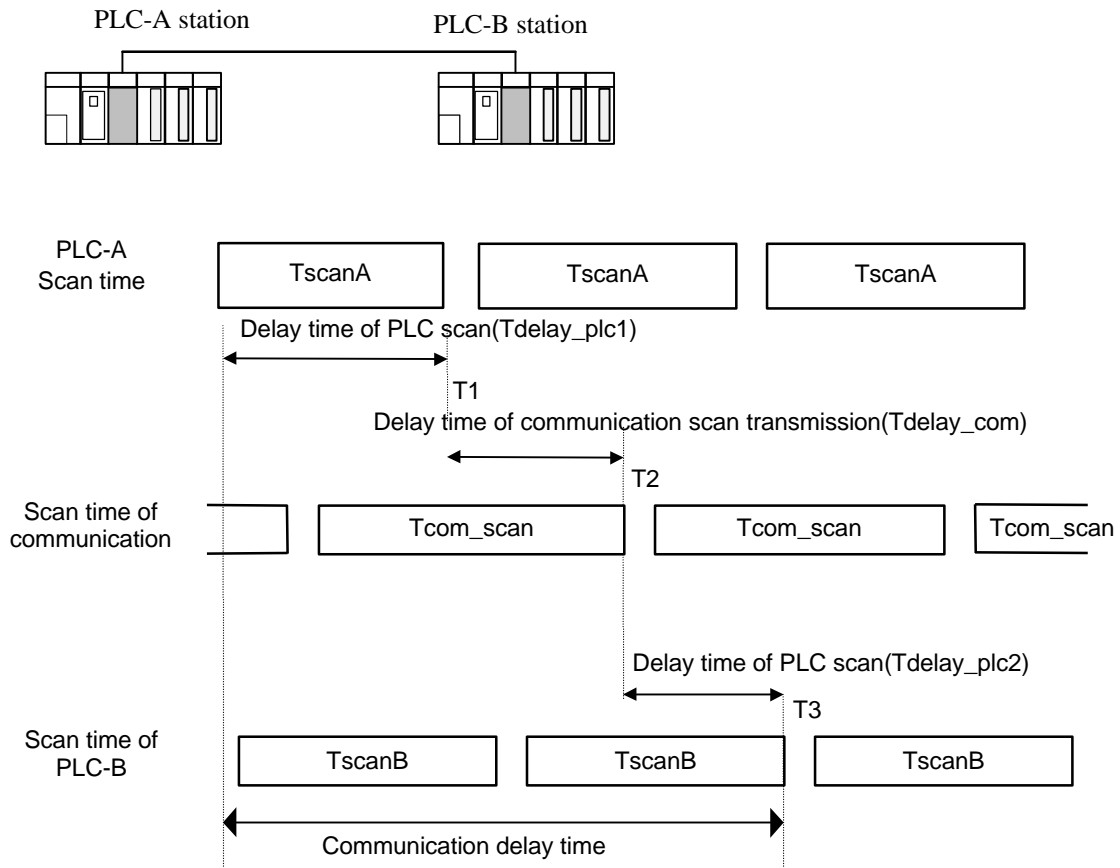 PLC-A station
PLC-B station
PLC-A
Scan time
TscanA
TscanA
TscanA
Delay time of PLC scan(Tdelay_plc1)
T1
Delay time of communication scan transmission(Tdelay_com)
T2
Scan time of
communication
Tcom_scan
Tcom_scan
Tcom_scan
Delay time of PLC scan(Tdelay_plc2)
T3
Scan time of
PLC-B
TscanB
TscanB
TscanB
Communication delay time